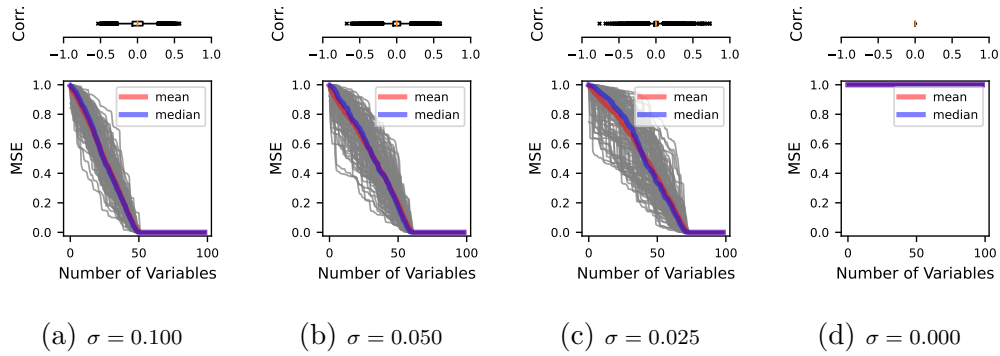 Corr.
−1.0 −0.5 0.0 0.5 1.0
MSE
1.0
0.8
0.6
0.4
0.2
0.0
mean
median
0 50 100
Number of Variables
(a) σ = 0.100
Corr.
−1.0 −0.5 0.0 0.5 1.0
MSE
1.0
0.8
0.6
0.4
0.2
0.0
mean
median
0 50 100
Number of Variables
(b) σ = 0.050
Corr.
−1.0 −0.5 0.0 0.5 1.0
MSE
1.0
0.8
0.6
0.4
0.2
0.0
mean
median
0 50 100
Number of Variables
(c) σ = 0.025
Corr.
−1.0 −0.5 0.0 0.5 1.0
MSE
1.0
0.8
0.6
0.4
0.2
0.0
mean
median
0 50 100
Number of Variables
(d) σ = 0.000